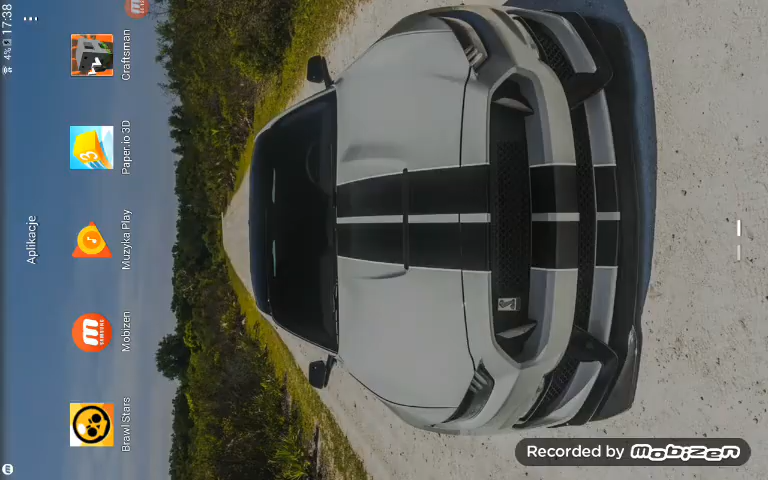 4% 17:38
Aplikacje
Brawl Stars
Mobizen
Muzyka Play
Paper.io 3D
Craftsman
Recorded by Mobizen